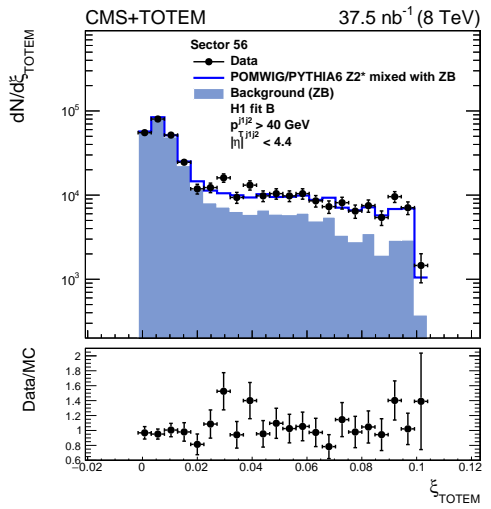 CMS+TOTEM 37.5 nb⁻¹ (8 TeV)
dN/dξ_TOTEM
Sector 56
Data
POMWIG/PYTHIA6 Z2* mixed with ZB
Background (ZB)
H1 fit B
p_T^{j1j2} > 40 GeV
|η|^{j1j2} < 4.4
10⁵
10⁴
10³
Data/MC
2
1.8
1.6
1.4
1.2
1
0.8
0.6
−0.02 0 0.02 0.04 0.06 0.08 0.1 0.12
ξ_TOTEM